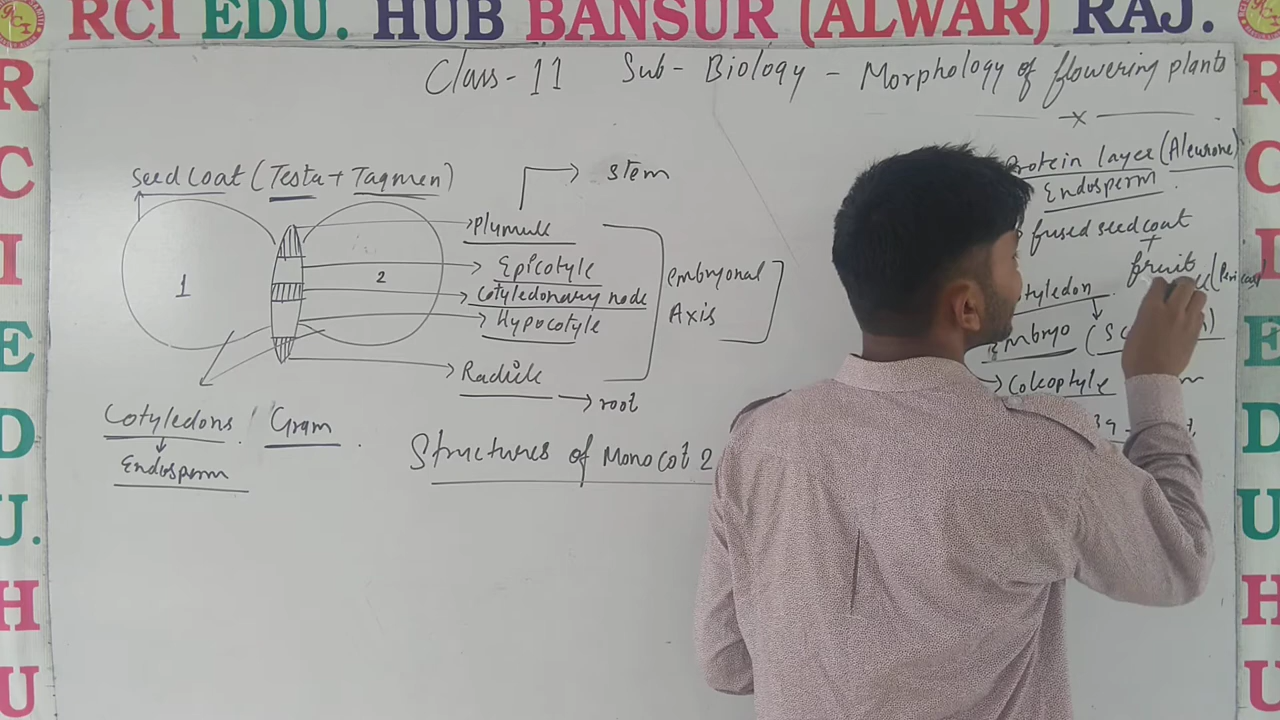 RCI EDU. HUB BANSUR (ALWAR) RAJ.
R
C
I
E
D
U.
H
U
Class-11 Sub- Biology - Morphology of flowering plants
x
Seed Coat (Testa + Tagmen)
stem
1
2
Plumule
Epicotyle
Cotyledonary node
Hypocotyle
Radicle
root
Embryonal
Axis
Cotyledons
Endosperm
Gram
Structures of Monocot 2
Protein layer (Aleurone)
Endosperm
fused seed coat
+
fruit
Embryo
Coleoptyle
R
C
I
E
D
U
H
U